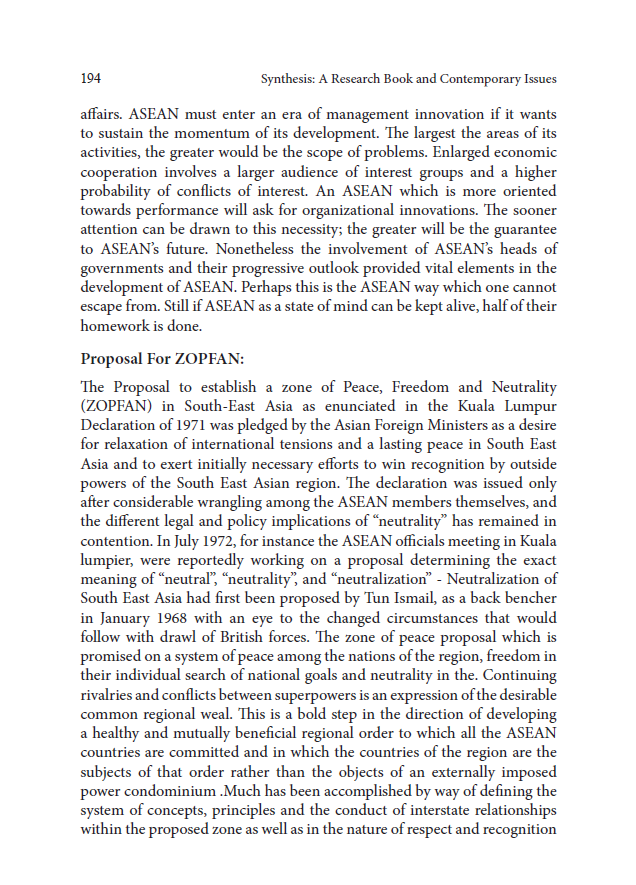 194 Synthesis: A Research Book and Contemporary Issues
affairs. ASEAN must enter an era of management innovation if it wants
to sustain the momentum of its development. The largest the areas of its
activities, the greater would be the scope of problems. Enlarged economic
cooperation involves a larger audience of interest groups and a higher
probability of conflicts of interest. An ASEAN which is more oriented
towards performance will ask for organizational innovations. The sooner
attention can be drawn to this necessity; the greater will be the guarantee
to ASEAN’s future. Nonetheless the involvement of ASEAN’s heads of
governments and their progressive outlook provided vital elements in the
development of ASEAN. Perhaps this is the ASEAN way which one cannot
escape from. Still if ASEAN as a state of mind can be kept alive, half of their
homework is done.
Proposal For ZOPFAN:
The Proposal to establish a zone of Peace, Freedom and Neutrality
(ZOPFAN) in South-East Asia as enunciated in the Kuala Lumpur
Declaration of 1971 was pledged by the Asian Foreign Ministers as a desire
for relaxation of international tensions and a lasting peace in South East
Asia and to exert initially necessary efforts to win recognition by outside
powers of the South East Asian region. The declaration was issued only
after considerable wrangling among the ASEAN members themselves, and
the different legal and policy implications of “neutrality” has remained in
contention. In July 1972, for instance the ASEAN officials meeting in Kuala
lumpier, were reportedly working on a proposal determining the exact
meaning of “neutral”, “neutrality”, and “neutralization” - Neutralization of
South East Asia had first been proposed by Tun Ismail, as a back bencher
in January 1968 with an eye to the changed circumstances that would
follow with drawl of British forces. The zone of peace proposal which is
promised on a system of peace among the nations of the region, freedom in
their individual search of national goals and neutrality in the. Continuing
rivalries and conflicts between superpowers is an expression of the desirable
common regional weal. This is a bold step in the direction of developing
a healthy and mutually beneficial regional order to which all the ASEAN
countries are committed and in which the countries of the region are the
subjects of that order rather than the objects of an externally imposed
power condominium .Much has been accomplished by way of defining the
system of concepts, principles and the conduct of interstate relationships
within the proposed zone as well as in the nature of respect and recognition